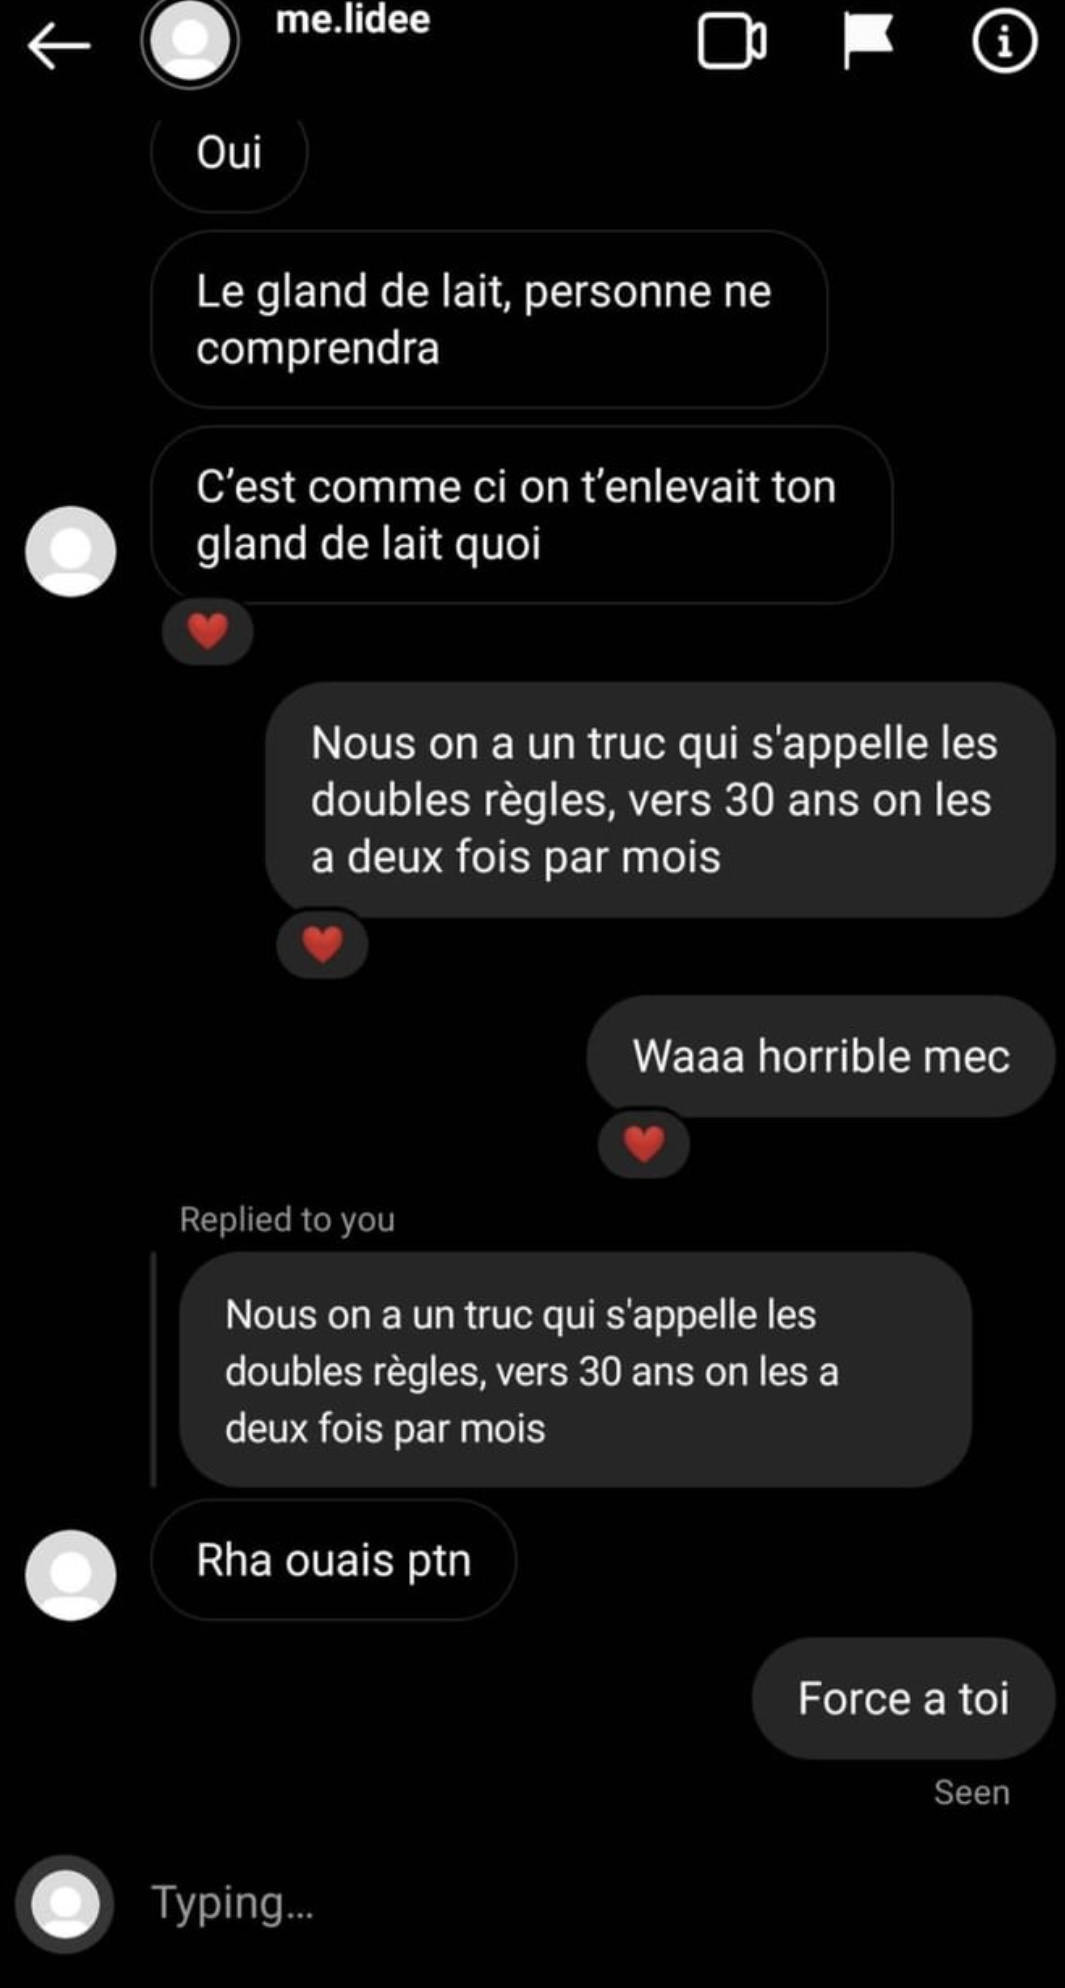 me.lidee
Oui
Le gland de lait, personne ne
comprendra
C’est comme ci on t’enlevait ton
gland de lait quoi
Nous on a un truc qui s'appelle les
doubles règles, vers 30 ans on les
a deux fois par mois
Waaa horrible mec
Replied to you
Nous on a un truc qui s'appelle les
doubles règles, vers 30 ans on les a
deux fois par mois
Rha ouais ptn
Force a toi
Seen
Typing...